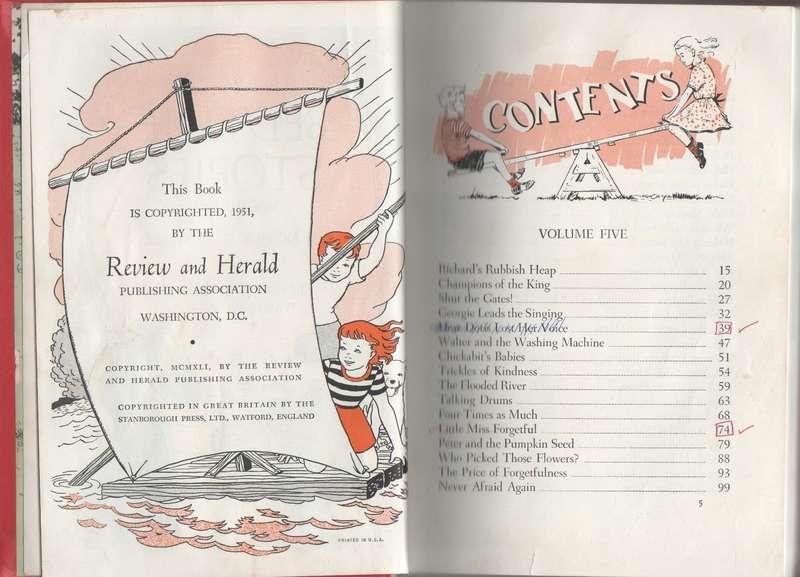 This Book
IS COPYRIGHTED, 1951,
BY THE
Review and Herald
PUBLISHING ASSOCIATION
WASHINGTON, D.C.
COPYRIGHT, MCMXLI, BY THE REVIEW
AND HERALD PUBLISHING ASSOCIATION
COPYRIGHTED IN GREAT BRITAIN BY THE
STANBOROUGH PRESS, LTD., WATFORD, ENGLAND
PRINTED IN U.S.A.
CONTENTS
VOLUME FIVE
Richard's Rubbish Heap 15
Champions of the King 20
Shut the Gates! 27
Georgie Leads the Singing 32
Lost Her Voice 39
Walter and the Washing Machine 47
Chickabit's Babies 51
Trickles of Kindness 54
The Flooded River 59
Talking Drums 63
Four Times as Much 68
Little Miss Forgetful 74
Peter and the Pumpkin Seed 79
Who Picked Those Flowers? 88
The Price of Forgetfulness 93
Never Afraid Again 99
5